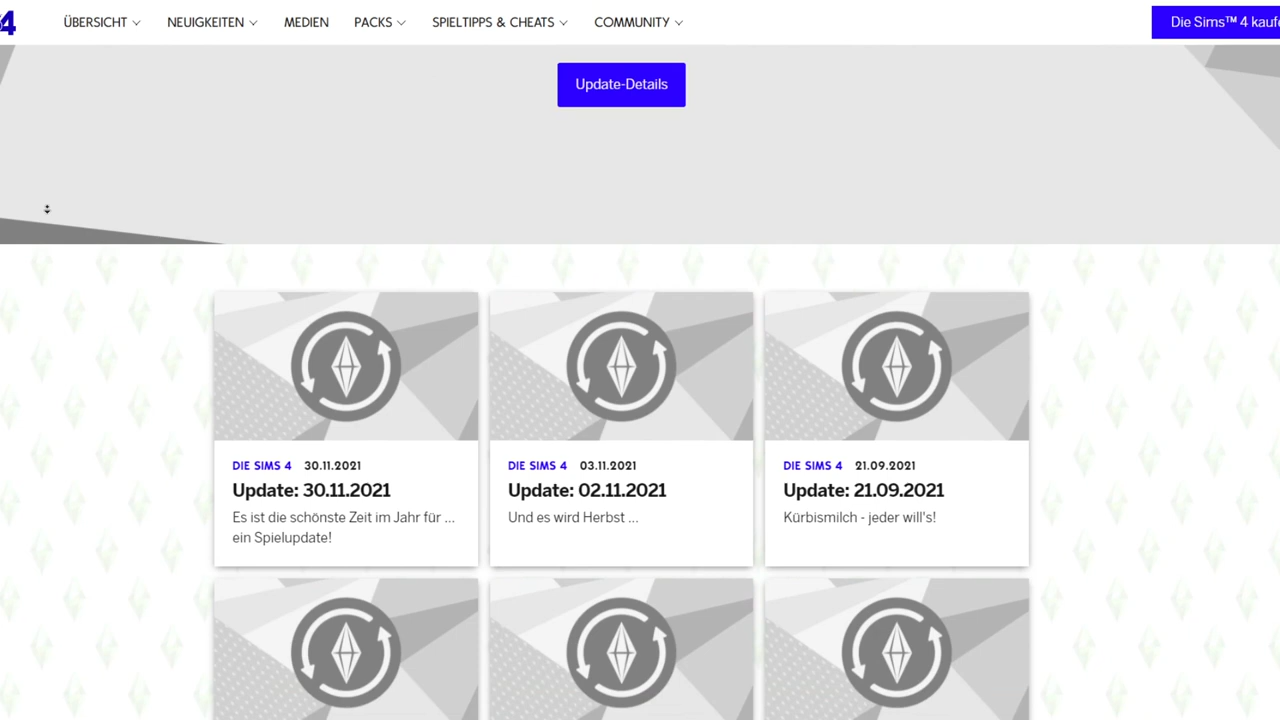 4 ÜBERSICHT NEUIGKEITEN MEDIEN PACKS SPIELTIPPS & CHEATS COMMUNITY Die Sims™ 4 kaufe
Update-Details
DIE SIMS 4 30.11.2021
Update: 30.11.2021
Es ist die schönste Zeit im Jahr für ...
ein Spielupdate!
DIE SIMS 4 03.11.2021
Update: 02.11.2021
Und es wird Herbst ...
DIE SIMS 4 21.09.2021
Update: 21.09.2021
Kürbismilch - jeder will's!